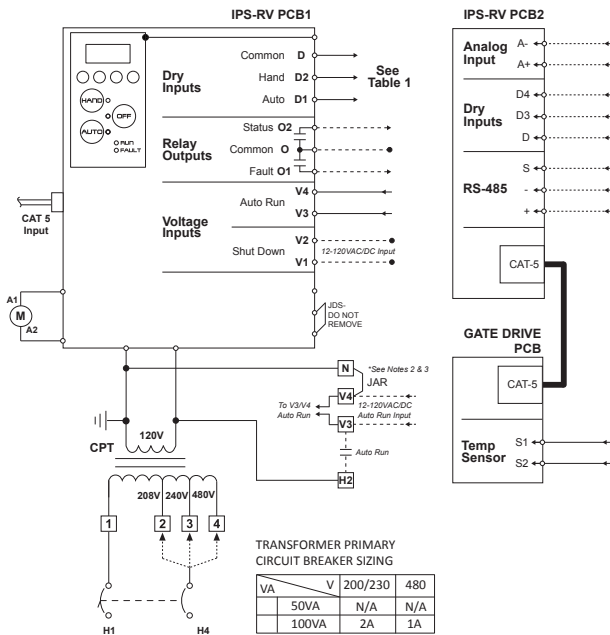 IPS-RV PCB1
IPS-RV PCB2
Common D
Dry
Inputs
Hand D2
Auto D1
See
Table 1
HAND
OFF
AUTO
RUN
FAULT
Status O2
Relay
Outputs
Common O
Fault O1
V4
Auto Run
V3
Voltage
Inputs
V2
Shut Down
12-120VAC/DC Input
V1
CAT 5
Input
A1
M
A2
JDS-
DO NOT
REMOVE
N
*See Notes 2 & 3
JAR
V4
To V3/V4
Auto Run
12-120VAC/DC
Auto Run Input
V3
Auto Run
H2
120V
CPT
208V 240V 480V
1 2 3 4
H1 H4
Analog
Input
A-
A+
D4
Dry
Inputs
D3
D
S
RS-485
-
+
CAT-5
GATE DRIVE
PCB
CAT-5
Temp
Sensor
S1
S2
TRANSFORMER PRIMARY
CIRCUIT BREAKER SIZING
VA V 200/230 480
50VA N/A N/A
100VA 2A 1A